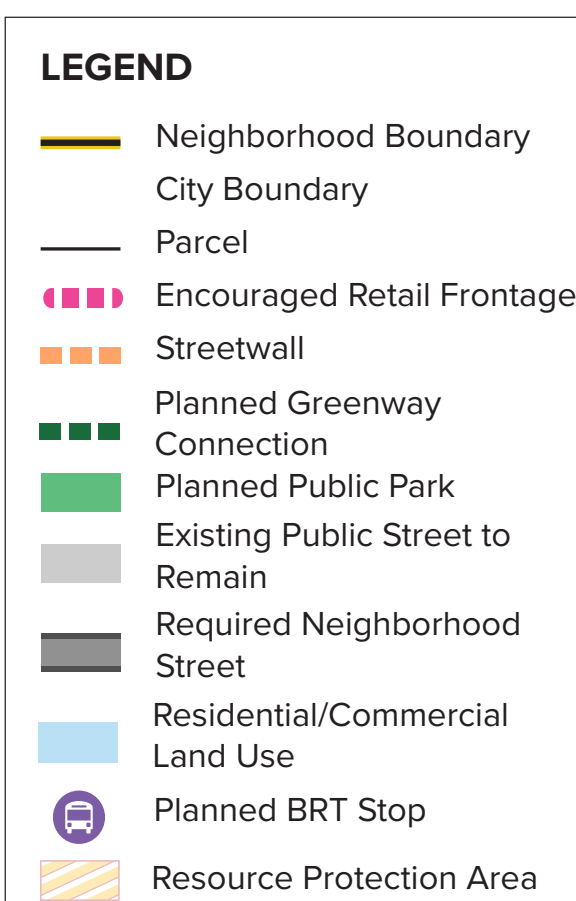 LEGEND
Neighborhood Boundary
City Boundary
Parcel
Encouraged Retail Frontage
Streetwall
Planned Greenway
Connection
Planned Public Park
Existing Public Street to
Remain
Required Neighborhood
Street
Residential/Commercial
Land Use
Planned BRT Stop
Resource Protection Area